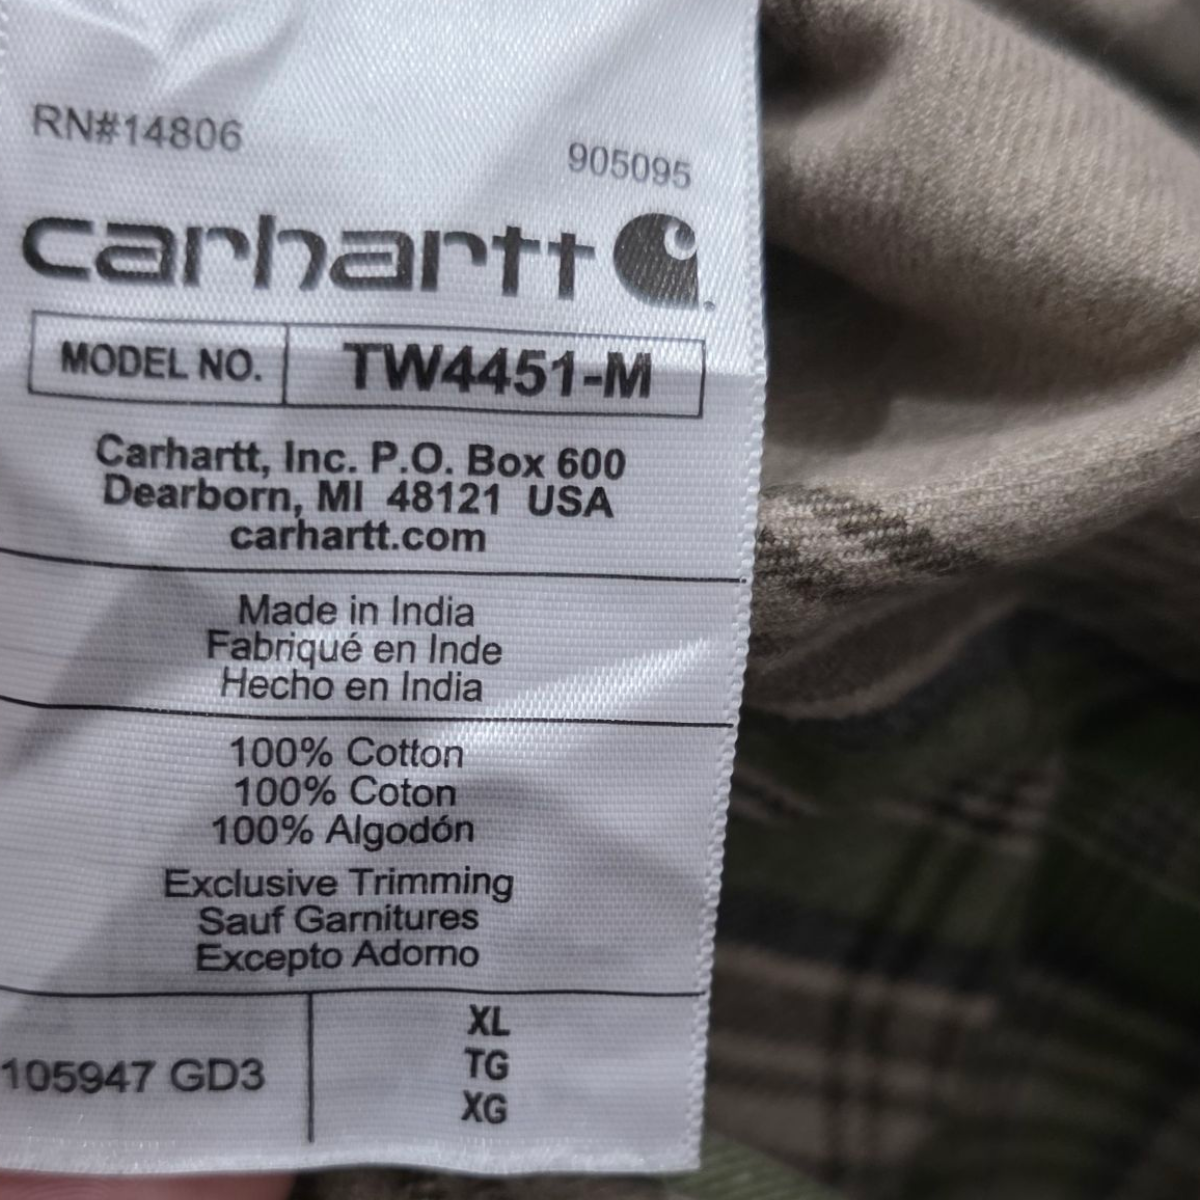 RN#14806
905095
carhartt
MODEL NO. TW4451-M
Carhartt, Inc. P.O. Box 600
Dearborn, MI 48121 USA
carhartt.com
Made in India
Fabriqué en Inde
Hecho en India
100% Cotton
100% Coton
100% Algodón
Exclusive Trimming
Sauf Garnitures
Excepto Adorno
105947 GD3
XL
TG
XG